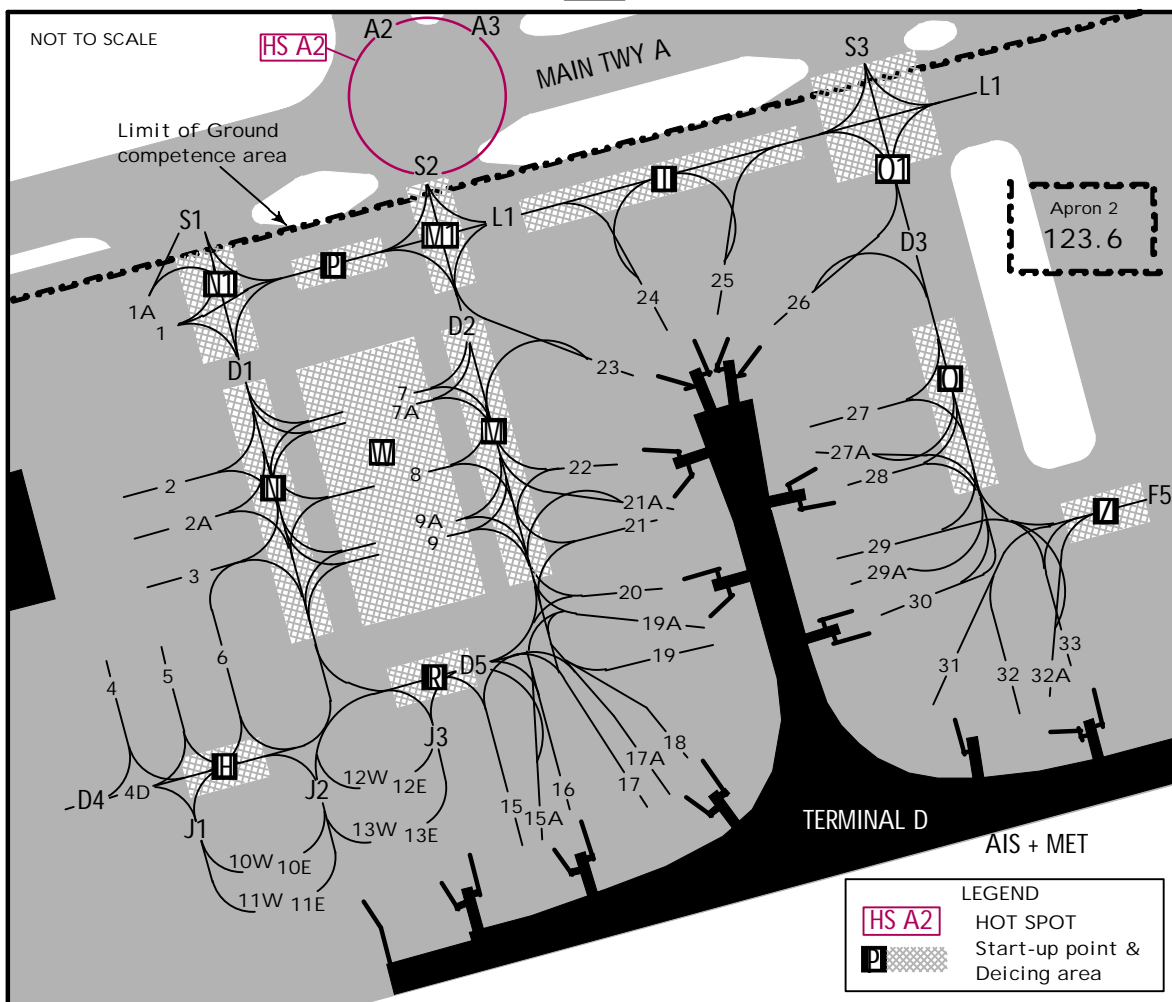 NOT TO SCALE
A2
A3
HS A2
MAIN TWY A
S3
L1
Limit of Ground
competence area
S2
O1
Apron 2
123.6
S1
L1
M1
I
D3
N1
P
1A
1
24
25
26
D2
D1
23
O
7
7A
27
M
W
27A
8
22
28
2
N
21A
F5
Z
9A
2A
21
9
29
29A
3
20
30
19A
6
19
33
D5
5
R
31
32
32A
4
18
J3
17A
H
12W
12E
17
J2
16
D4
4D
15
15A
TERMINAL D
J1
13W
13E
AIS + MET
10W
10E
11W
11E
LEGEND
HS A2
HOT SPOT
P
Start-up point &
Deicing area